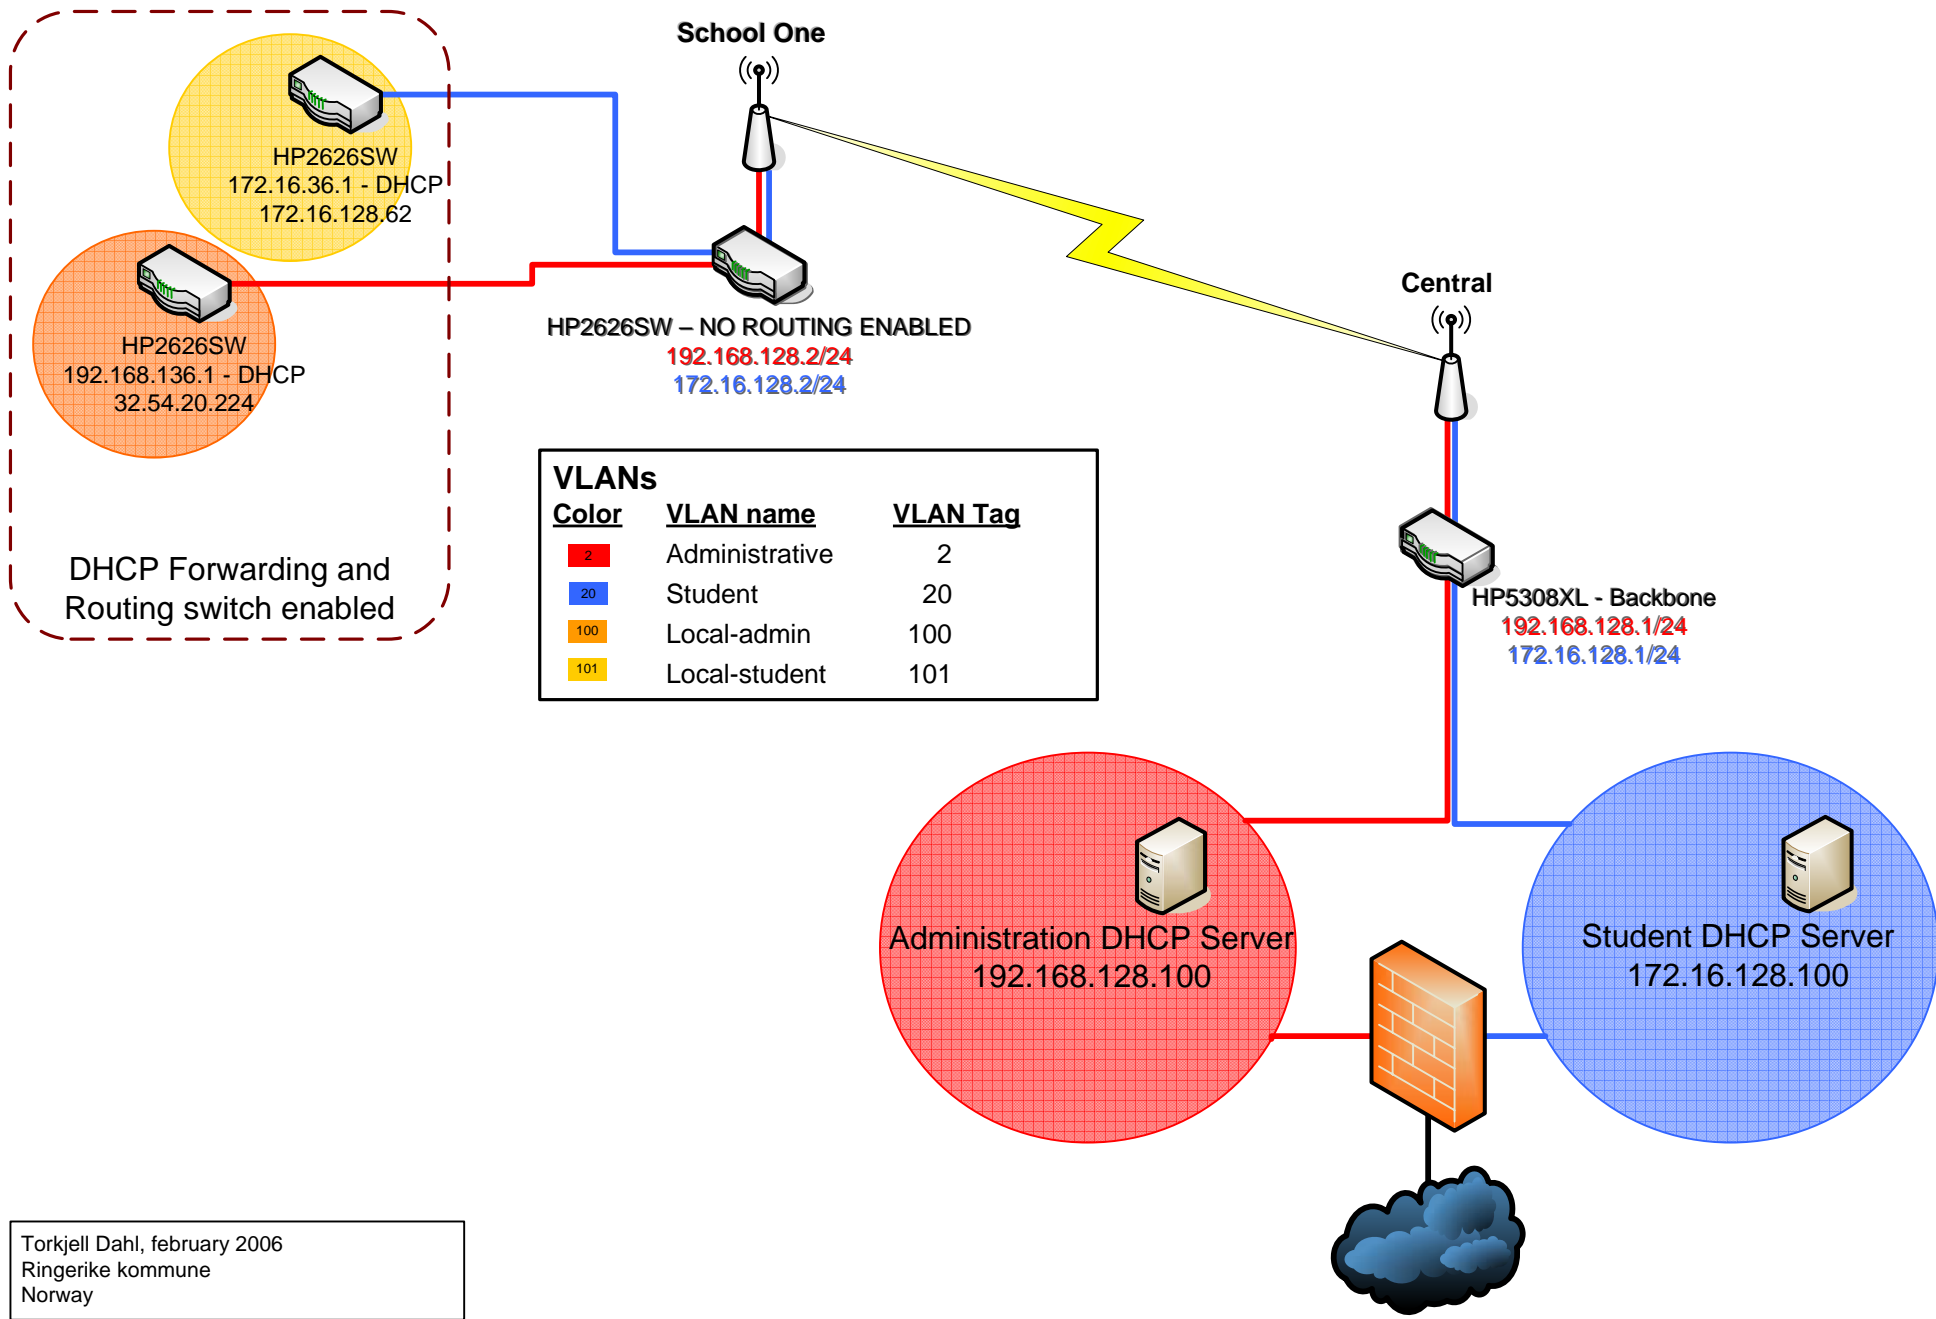 School One
HP2626SW
172.16.36.1 - DHCP
172.16.128.62
HP2626SW
192.168.136.1 - DHCP
32.54.20.224
DHCP Forwarding and
Routing switch enabled
HP2626SW – NO ROUTING ENABLED
192.168.128.2/24
172.16.128.2/24
Central
HP5308XL - Backbone
192.168.128.1/24
172.16.128.1/24
VLANs
Color VLAN name VLAN Tag
2 Administrative 2
20 Student 20
100 Local-admin 100
101 Local-student 101
Administration DHCP Server
192.168.128.100
Student DHCP Server
172.16.128.100
Torkjell Dahl, february 2006
Ringerike kommune
Norway